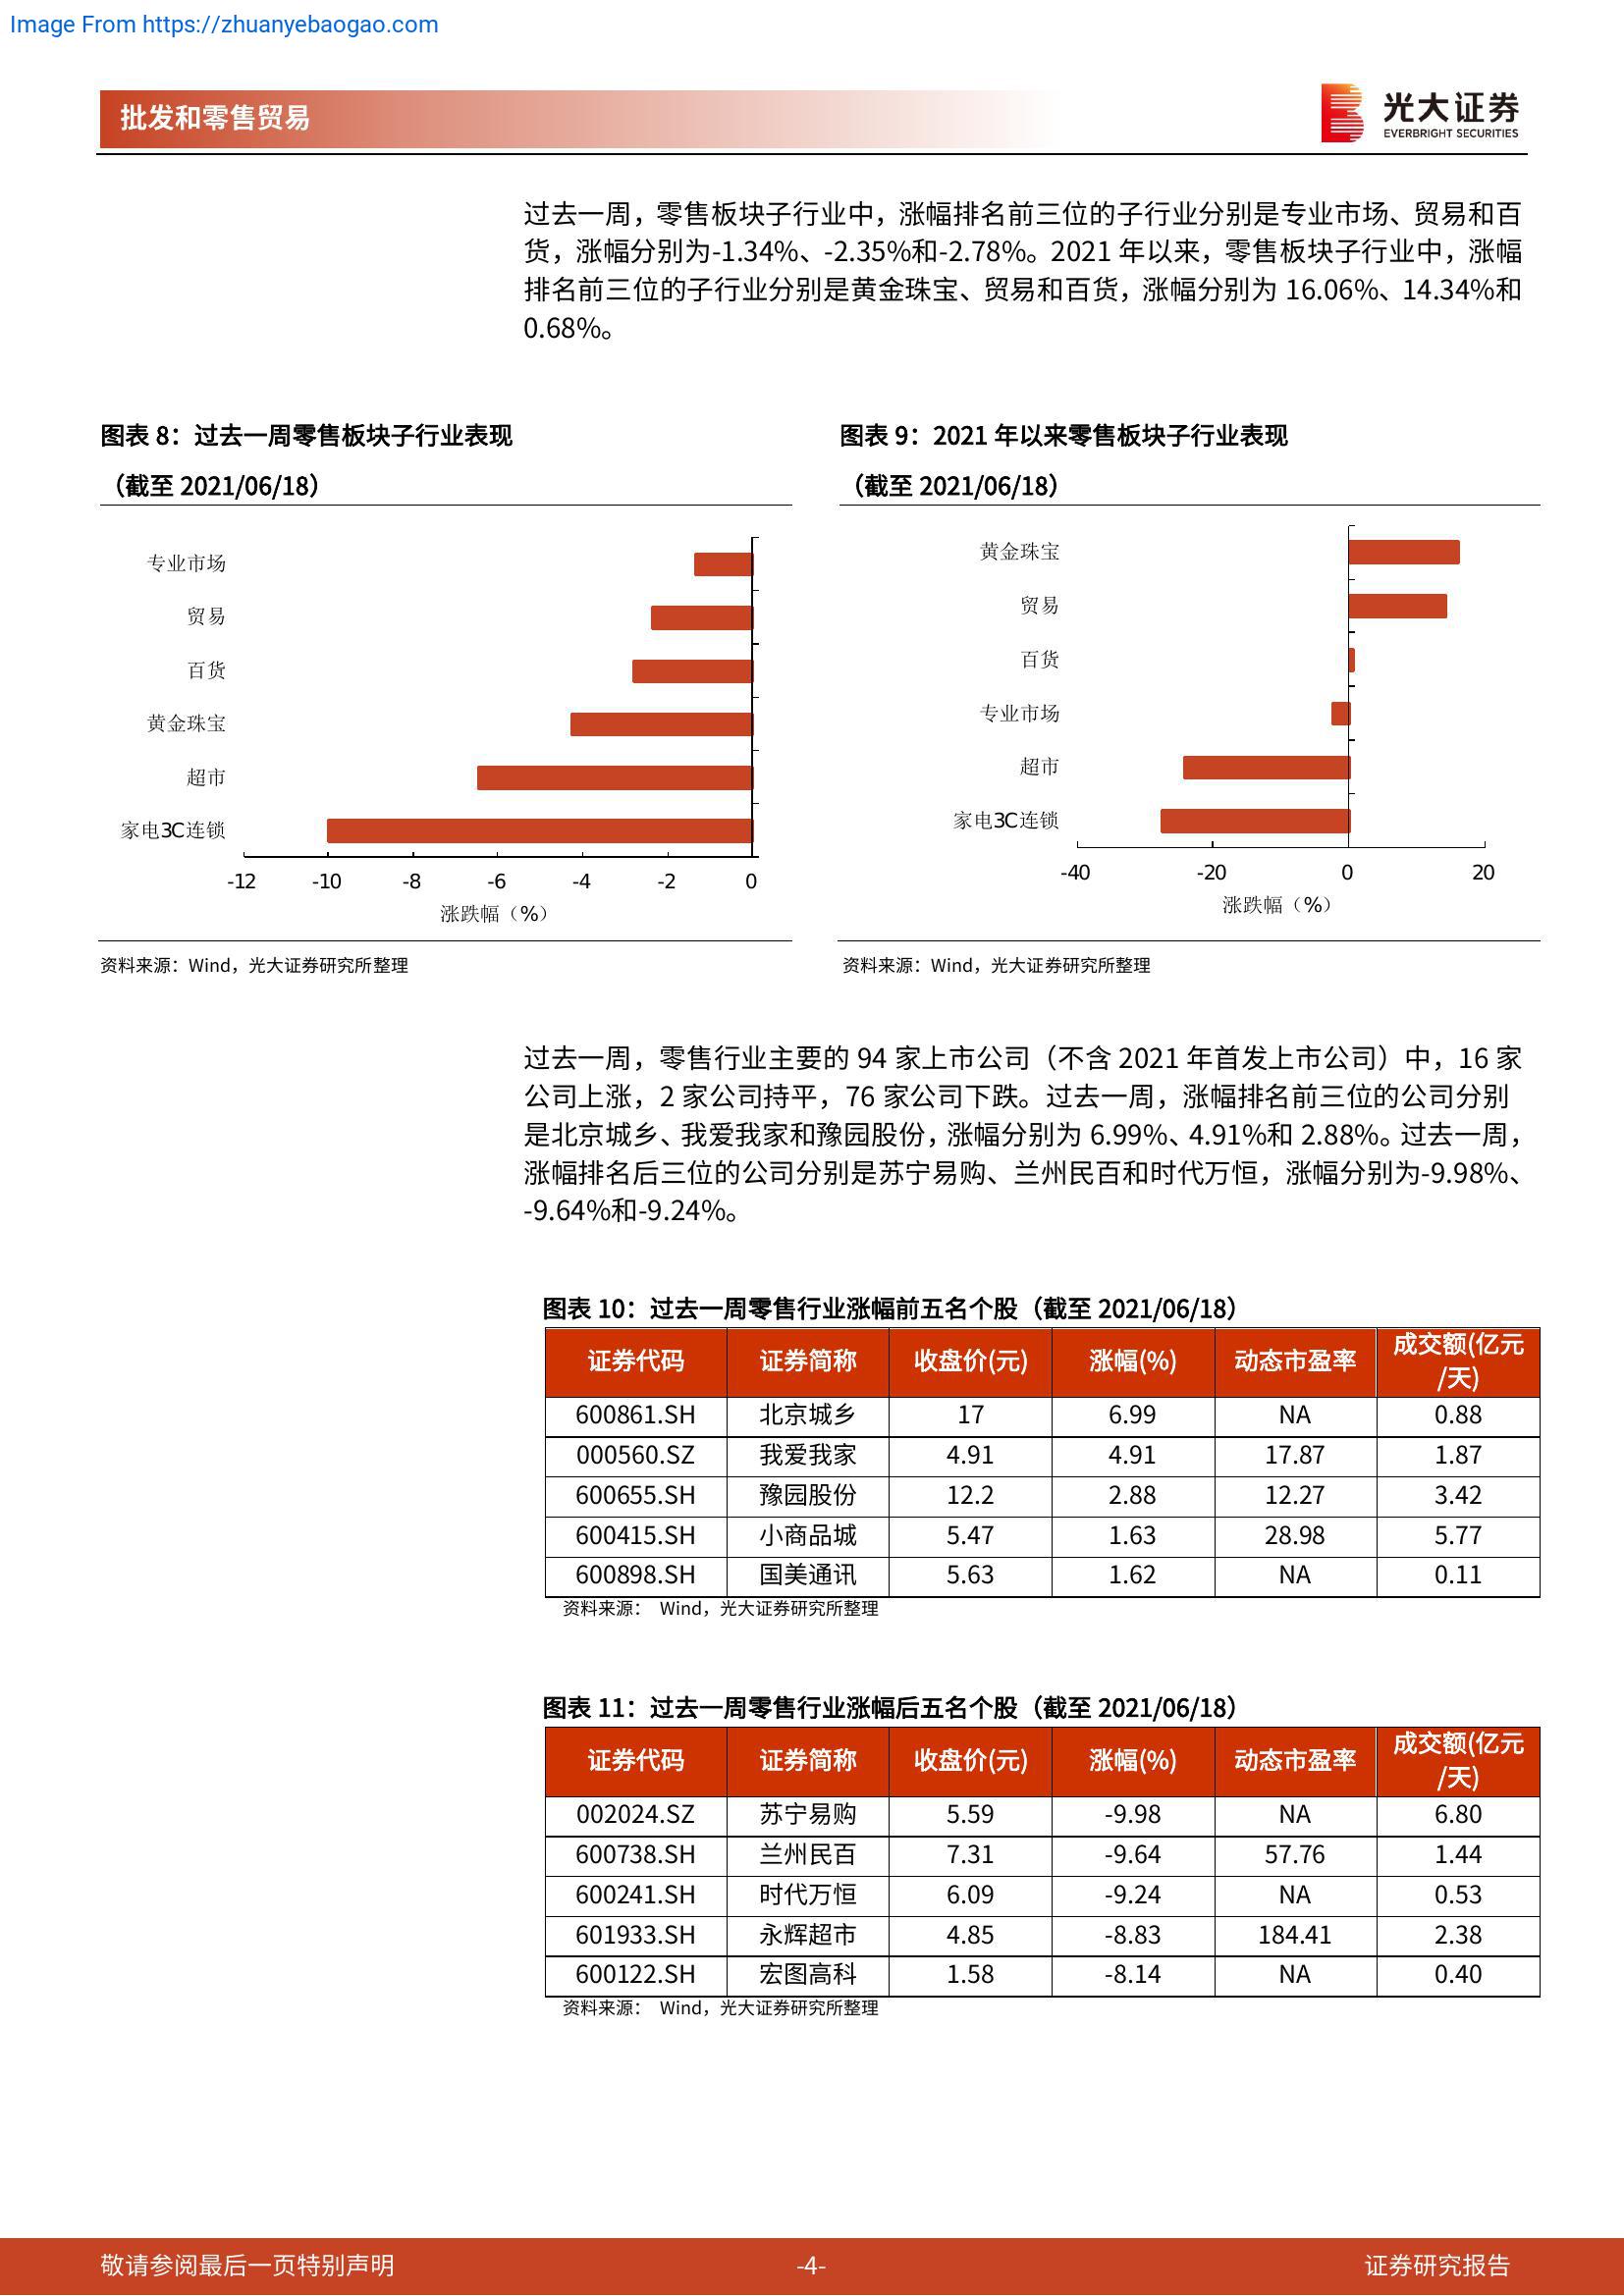 Image From https://zhuanyebaogao.com
批发和零售贸易
光大证券
EVERBRIGHT SECURITIES
过去一周，零售板块子行业中，涨幅排名前三位的子行业分别是专业市场、贸易和百
货，涨幅分别为-1.34%、-2.35%和-2.78%。2021 年以来，零售板块子行业中，涨幅
排名前三位的子行业分别是黄金珠宝、贸易和百货，涨幅分别为 16.06%、14.34%和
0.68%。
图表 8：过去一周零售板块子行业表现
（截至 2021/06/18）
专业市场
贸易
百货
黄金珠宝
超市
家电3C连锁
-12 -10 -8 -6 -4 -2 0
涨跌幅（%）
资料来源：Wind，光大证券研究所整理
图表 9：2021 年以来零售板块子行业表现
（截至 2021/06/18）
黄金珠宝
贸易
百货
专业市场
超市
家电3C连锁
-40 -20 0 20
涨跌幅（%）
资料来源：Wind，光大证券研究所整理
过去一周，零售行业主要的 94 家上市公司（不含 2021 年首发上市公司）中，16 家
公司上涨，2 家公司持平，76 家公司下跌。过去一周，涨幅排名前三位的公司分别
是北京城乡、我爱我家和豫园股份，涨幅分别为 6.99%、4.91%和 2.88%。过去一周，
涨幅排名后三位的公司分别是苏宁易购、兰州民百和时代万恒，涨幅分别为-9.98%、
-9.64%和-9.24%。
图表 10：过去一周零售行业涨幅前五名个股（截至 2021/06/18）
证券代码 证券简称 收盘价(元) 涨幅(%) 动态市盈率 成交额(亿元
/天)
600861.SH 北京城乡 17 6.99 NA 0.88
000560.SZ 我爱我家 4.91 4.91 17.87 1.87
600655.SH 豫园股份 12.2 2.88 12.27 3.42
600415.SH 小商品城 5.47 1.63 28.98 5.77
600898.SH 国美通讯 5.63 1.62 NA 0.11
资料来源： Wind，光大证券研究所整理
图表 11：过去一周零售行业涨幅后五名个股（截至 2021/06/18）
证券代码 证券简称 收盘价(元) 涨幅(%) 动态市盈率 成交额(亿元
/天)
002024.SZ 苏宁易购 5.59 -9.98 NA 6.80
600738.SH 兰州民百 7.31 -9.64 57.76 1.44
600241.SH 时代万恒 6.09 -9.24 NA 0.53
601933.SH 永辉超市 4.85 -8.83 184.41 2.38
600122.SH 宏图高科 1.58 -8.14 NA 0.40
资料来源： Wind，光大证券研究所整理
敬请参阅最后一页特别声明 -4- 证券研究报告